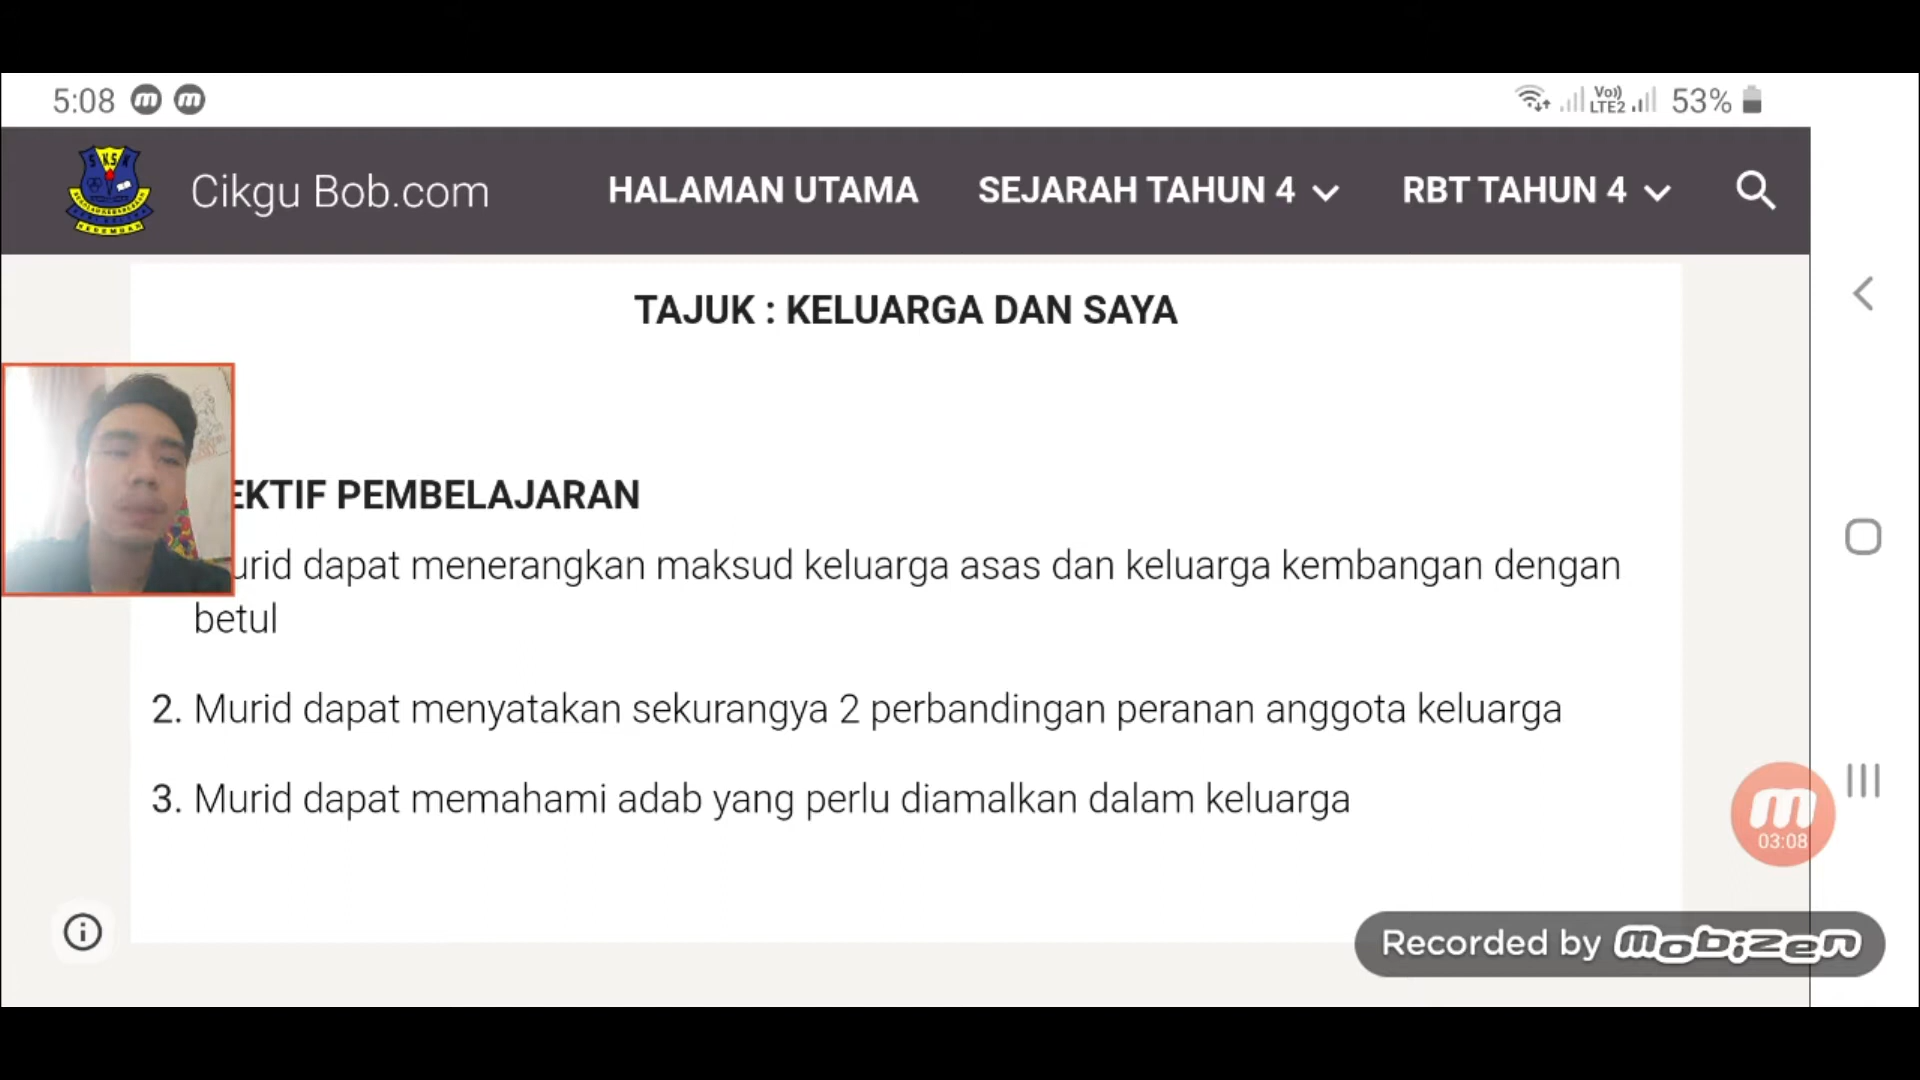 5:08
Vo))
LTE2
53%
SKSK
Cikgu Bob.com
HALAMAN UTAMA
SEJARAH TAHUN 4
RBT TAHUN 4
TAJUK : KELUARGA DAN SAYA
EKTIF PEMBELAJARAN
urid dapat menerangkan maksud keluarga asas dan keluarga kembangan dengan
betul
2. Murid dapat menyatakan sekurangya 2 perbandingan peranan anggota keluarga
3. Murid dapat memahami adab yang perlu diamalkan dalam keluarga
03:08
Recorded by mobizen